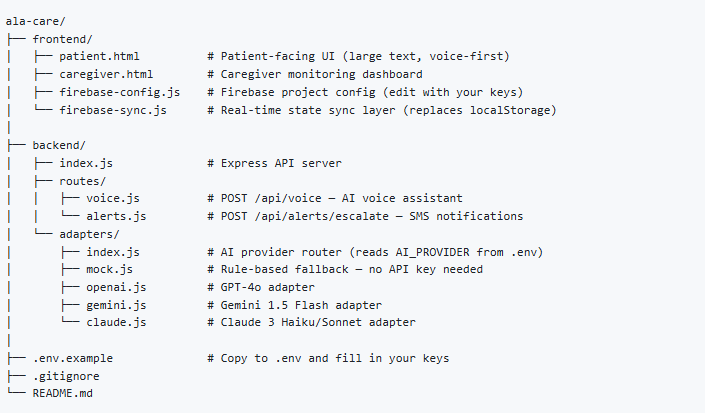 ala-care/
├── frontend/
│   ├── patient.html          # Patient-facing UI (large text, voice-first)
│   ├── caregiver.html        # Caregiver monitoring dashboard
│   ├── firebase-config.js    # Firebase project config (edit with your keys)
│   └── firebase-sync.js      # Real-time state sync layer (replaces localStorage)
│
├── backend/
│   ├── index.js              # Express API server
│   ├── routes/
│   │   ├── voice.js          # POST /api/voice — AI voice assistant
│   │   └── alerts.js         # POST /api/alerts/escalate — SMS notifications
│   └── adapters/
│       ├── index.js          # AI provider router (reads AI_PROVIDER from .env)
│       ├── mock.js           # Rule-based fallback — no API key needed
│       ├── openai.js         # GPT-4o adapter
│       ├── gemini.js         # Gemini 1.5 Flash adapter
│       └── claude.js         # Claude 3 Haiku/Sonnet adapter
│
├── .env.example              # Copy to .env and fill in your keys
├── .gitignore
└── README.md